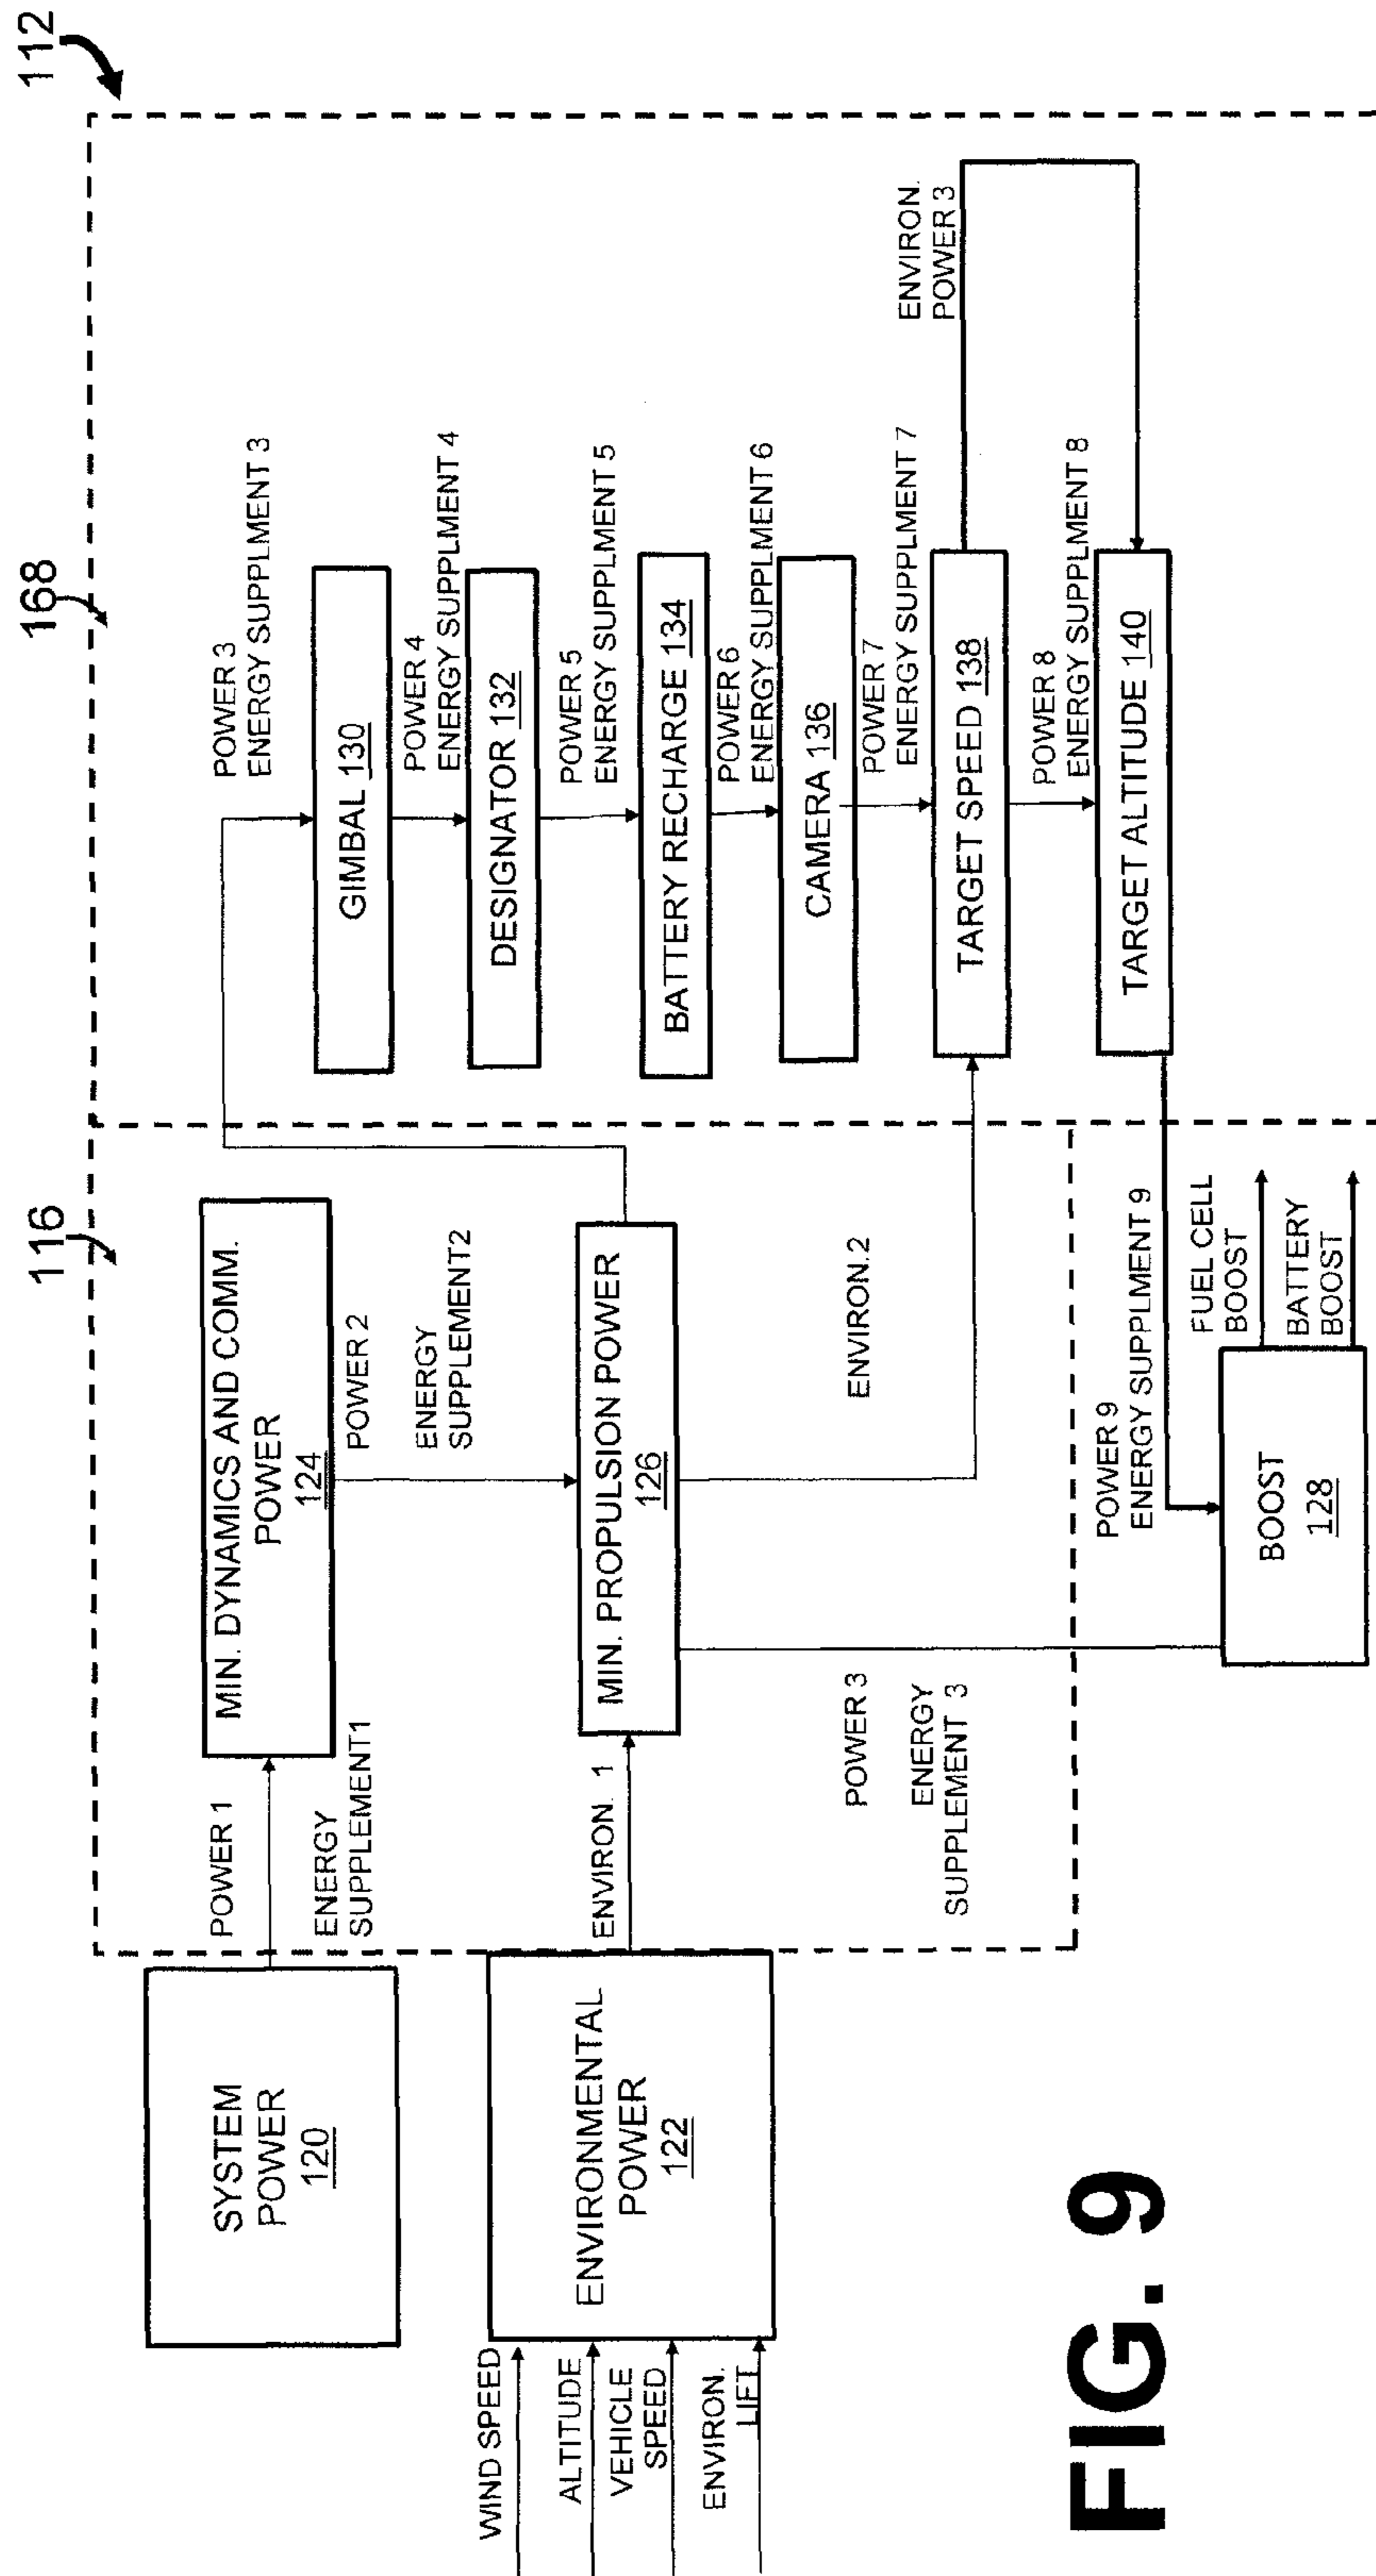 112
168
116
SYSTEM
POWER
120
POWER 1
ENERGY
SUPPLEMENT1
MIN. DYNAMICS AND COMM.
POWER
124
POWER 2
ENERGY
SUPPLEMENT2
WIND SPEED
ALTITUDE
VEHICLE
SPEED
ENVIRON.
LIFT
ENVIRONMENTAL
POWER
122
ENVIRON. 1
MIN. PROPULSION POWER
126
ENVIRON.2
POWER 3
ENERGY
SUPPLEMENT 3
POWER 3
ENERGY SUPPLMENT 3
GIMBAL 130
POWER 4
ENERGY SUPPLMENT 4
DESIGNATOR 132
POWER 5
ENERGY SUPPLMENT 5
BATTERY RECHARGE 134
POWER 6
ENERGY SUPPLMENT 6
CAMERA 136
POWER 7
ENERGY SUPPLMENT 7
TARGET SPEED 138
ENVIRON.
POWER 3
POWER 8
ENERGY SUPPLMENT 8
TARGET ALTITUDE 140
POWER 9
ENERGY SUPPLMENT 9
BOOST
128
FUEL CELL
BOOST
BATTERY
BOOST
FIG. 9